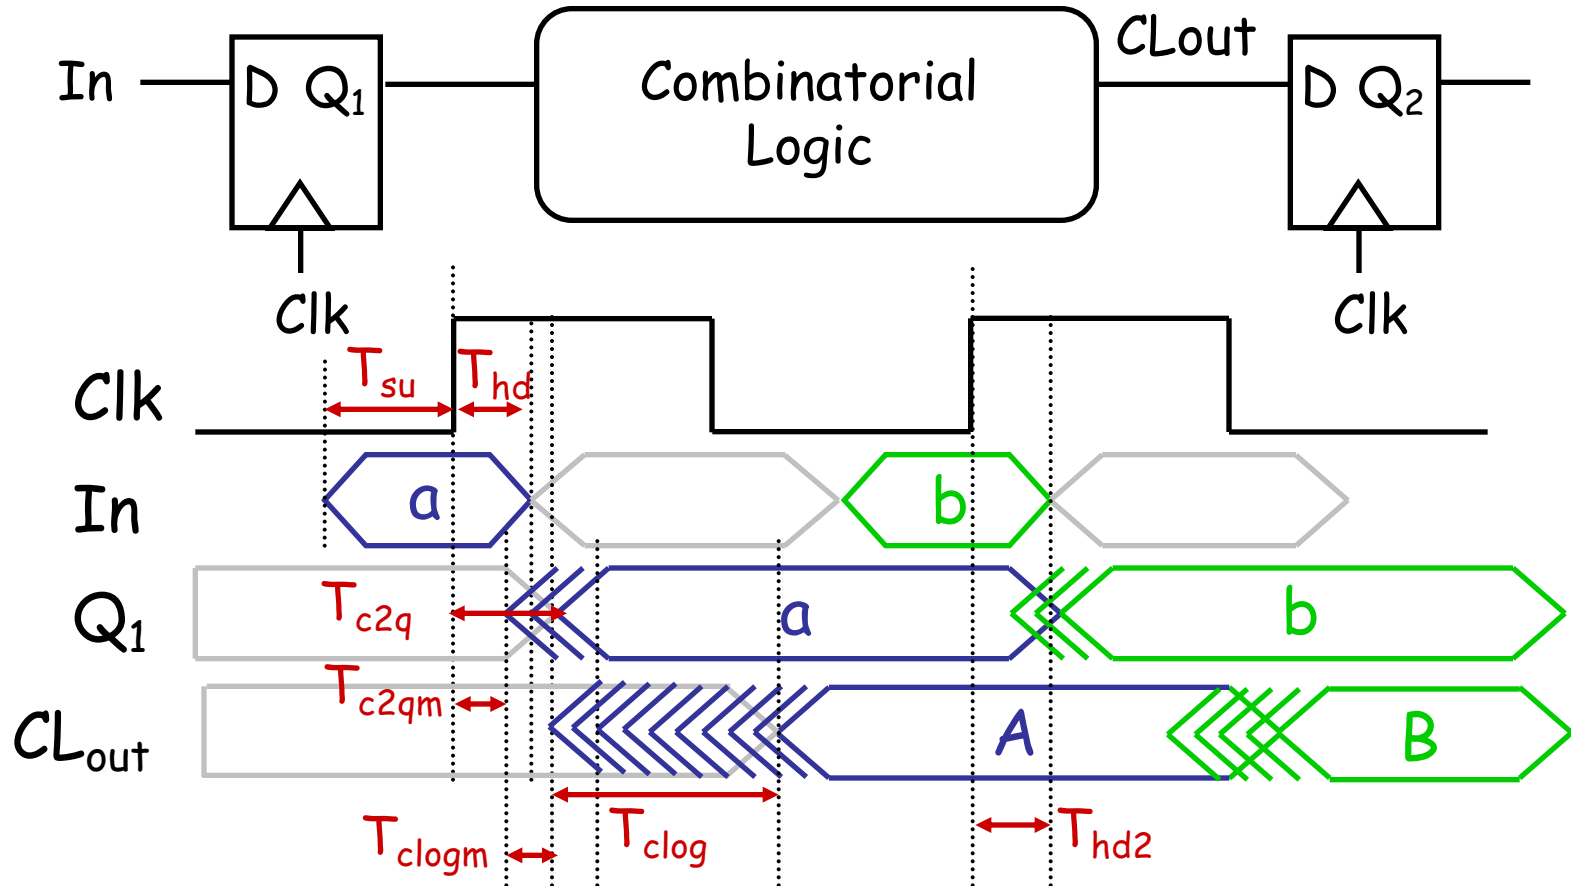 In
D Q1
Combinatorial
Logic
CLout
D Q2
Clk
Clk
Clk
Tsu
Thd
In
a
b
Q1
Tc2q
a
b
Tc2qm
CLout
A
B
Tclogm
Tclog
Thd2